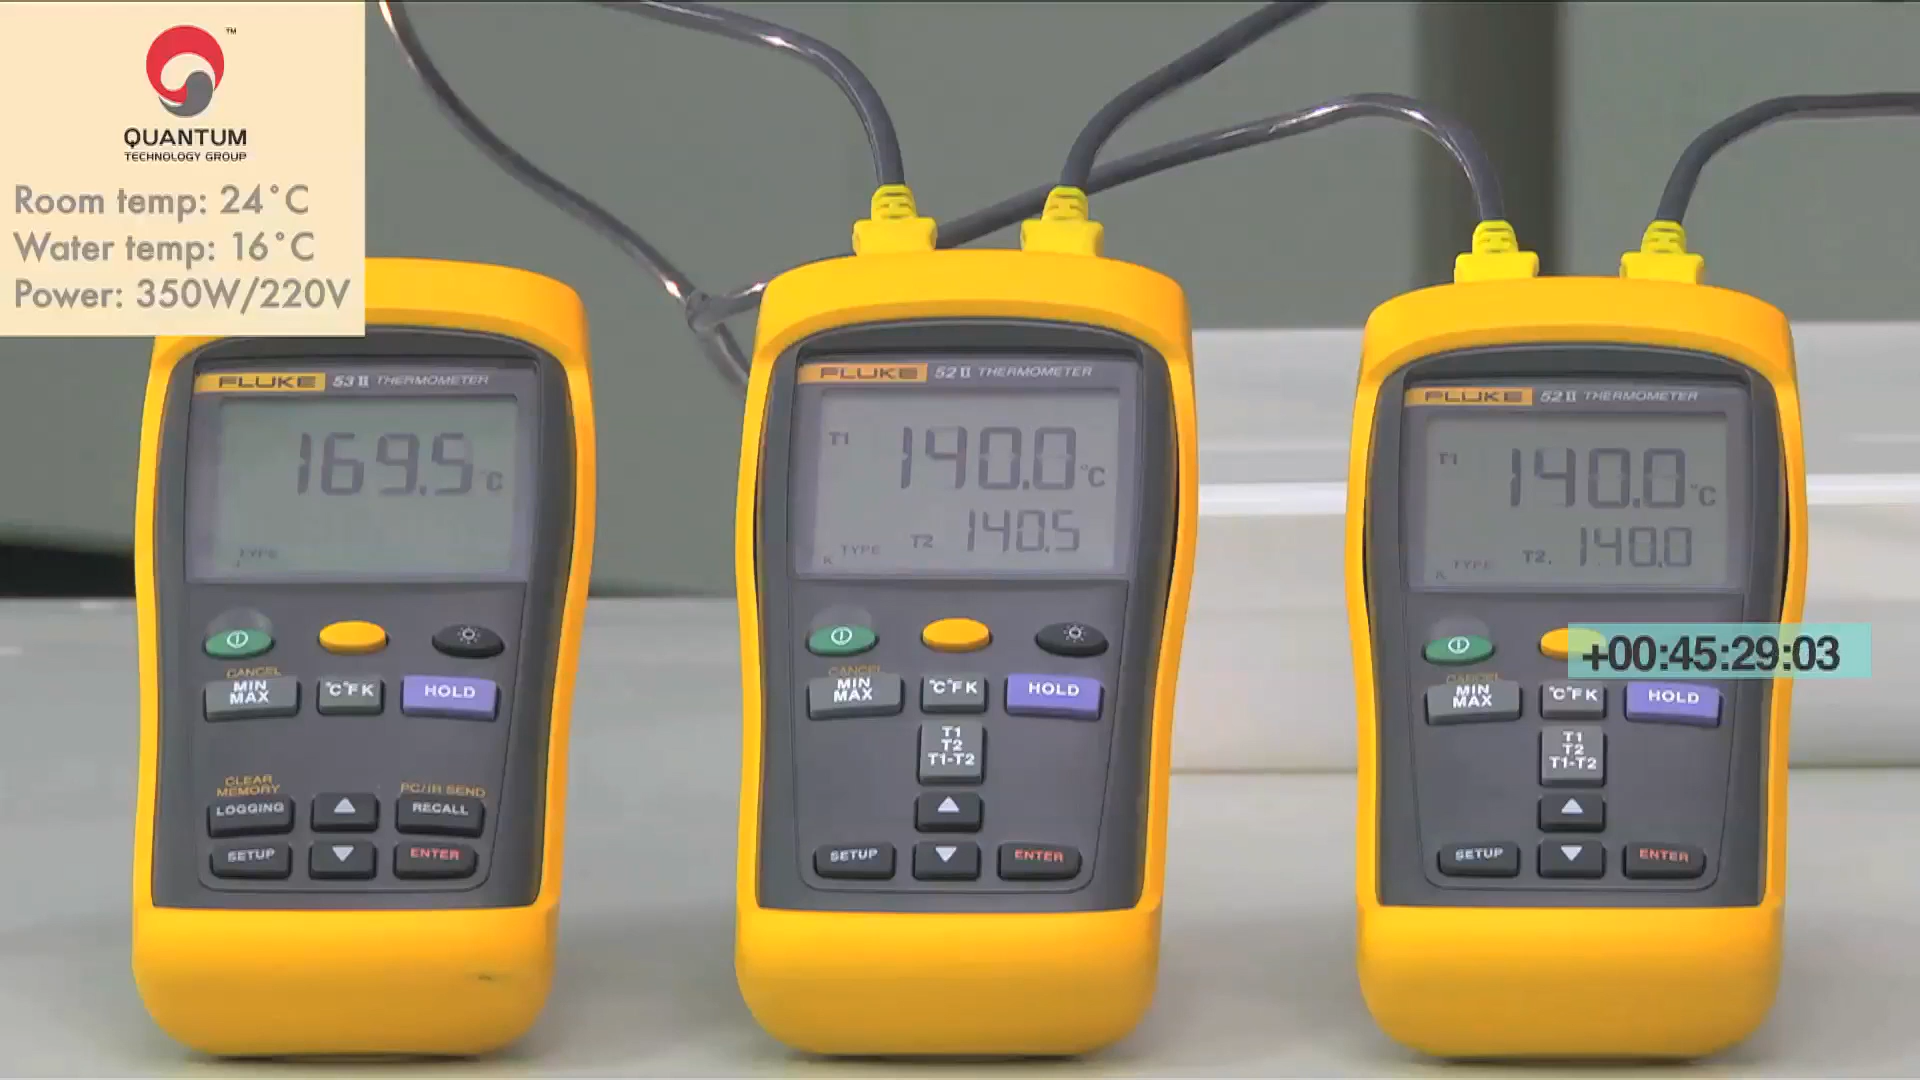 QUANTUM
TECHNOLOGY GROUP
Room temp: 24°C
Water temp: 16°C
Power: 350W/220V
FLUKE 53 II THERMOMETER
169.9 °C
TYPE
J
CANCEL
MIN
MAX
°C°F K
HOLD
CLEAR
MEMORY
LOGGING
PC/IR SEND
RECALL
SETUP
ENTER
FLUKE 52 II THERMOMETER
T1 140.0 °C
K TYPE T2 140.5
CANCEL
MIN
MAX
°C°F K
HOLD
T1
T2
T1-T2
SETUP
ENTER
FLUKE 52 II THERMOMETER
T1 140.0 °C
K TYPE T2 140.0
+00:45:29:03
CANCEL
MIN
MAX
°C°F K
HOLD
T1
T2
T1-T2
SETUP
ENTER